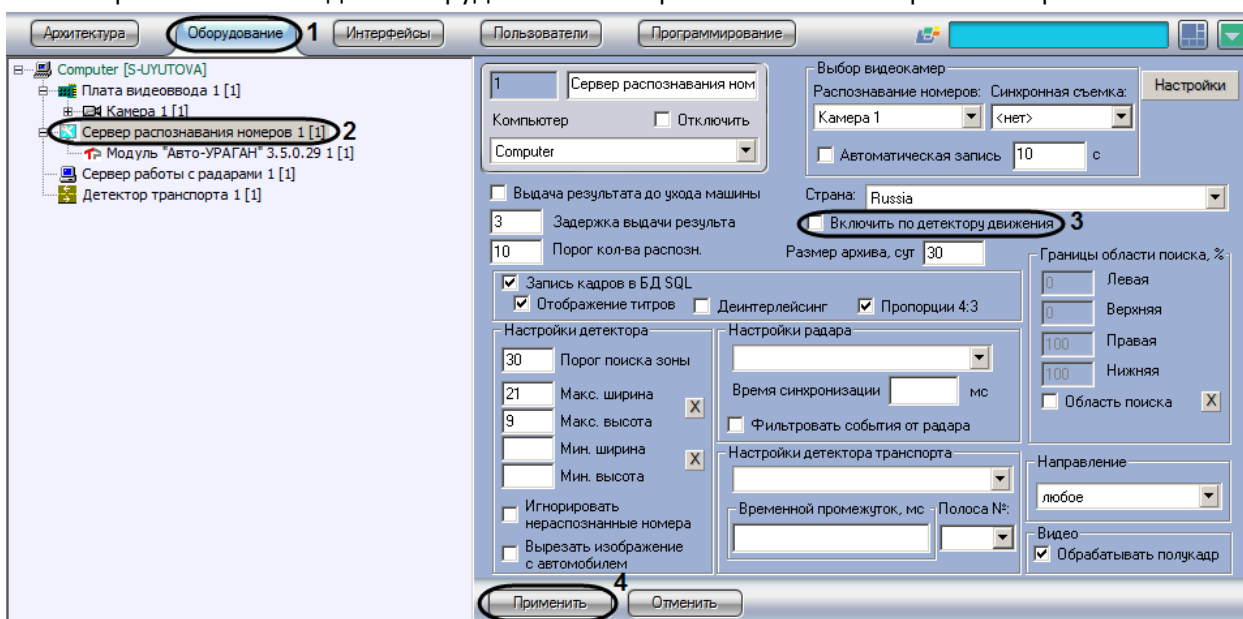 Архитектура Оборудование 1 Интерфейсы Пользователи Программирование
Computer [S-UYUTOVA]
Плата видеоввода 1 [1]
Камера 1 [1]
Сервер распознавания номеров 1 [1] 2
Модуль "Авто-УРАГАН" 3.5.0.29 1 [1]
Сервер работы с радарами 1 [1]
Детектор транспорта 1 [1]
1 Сервер распознавания ном
Компьютер Отключить
Computer
Выбор видеокамер
Распознавание номеров: Синхронная съемка:
Камера 1 <нет>
Автоматическая запись 10 с
Настройки
Выдача результата до ухода машины
Страна: Russia
3 Задержка выдачи резуль­та
Включить по детектору движения 3
10 Порог кол-ва распозн.
Размер архива, сут 30
Запись кадров в БД SQL
Отображение титров Деинтерлейсинг Пропорции 4:3
Границы области поиска, %
0 Левая
0 Верхняя
100 Правая
100 Нижняя
Область поиска X
Настройки детектора
30 Порог поиска зоны
21 Макс. ширина
X
9 Макс. высота
Мин. ширина
X
Мин. высота
Игнорировать
нераспознанные номера
Вырезать изображение
с автомобилем
Настройки радара
Время синхронизации мс
Фильтровать события от радара
Настройки детектора транспорта
Временной промежуток, мс Полоса №:
Направление
любое
Видео
Обрабатывать полукадр
4
Применить Отменить